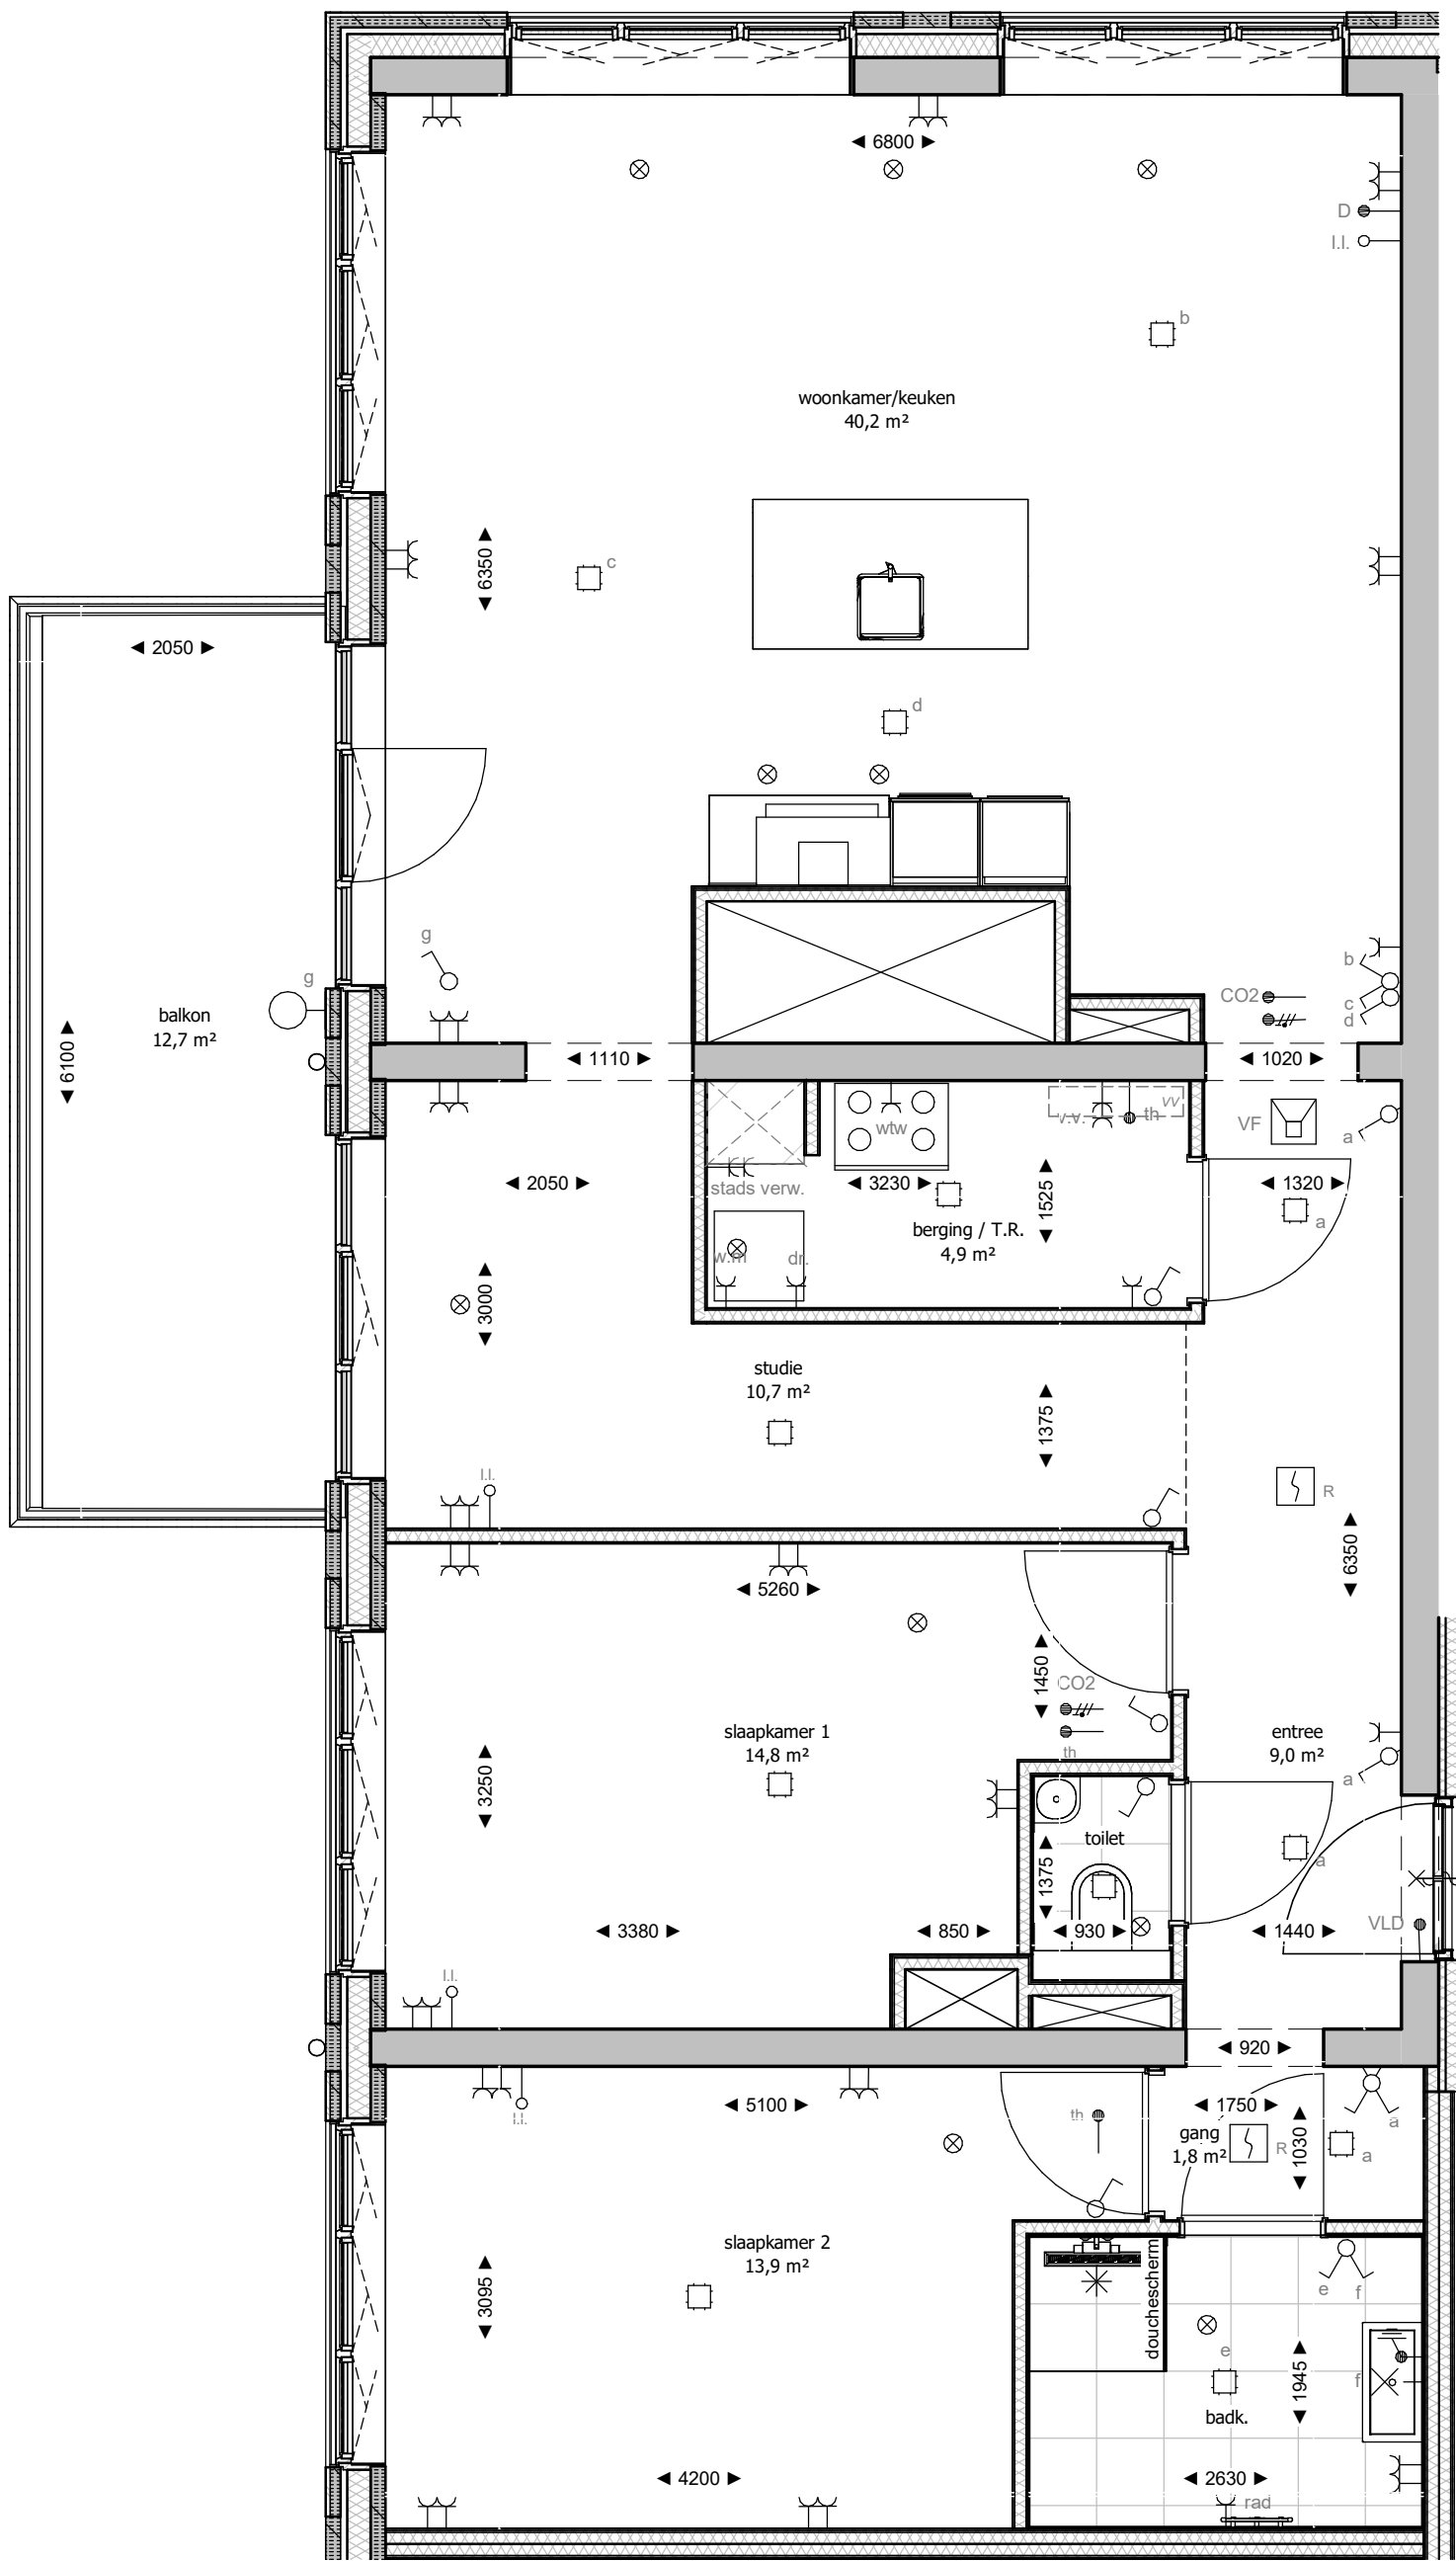 ◄ 6800 ►
D
I.I.
b
woonkamer/keuken
40,2 m²
◄ 6350 ►
c
◄ 2050 ►
d
g
g
b
c
d
CO2
balkon
12,7 m²
◄ 6100 ►
◄ 1110 ►
◄ 1020 ►
vv
v.v.
th
wtw
VF
a
stads verw.
◄ 2050 ►
◄ 3230 ►
◄ 1525 ►
◄ 1320 ►
a
berging / T.R.
4,9 m²
w.m
dr.
◄ 3000 ►
studie
10,7 m²
◄ 1375 ►
I.I.
R
◄ 6350 ►
◄ 5260 ►
◄ 1450 ►
CO2
th
slaapkamer 1
14,8 m²
entree
9,0 m²
a
◄ 3250 ►
toilet
◄ 1375 ►
a
◄ 3380 ►
◄ 850 ►
◄ 930 ►
◄ 1440 ►
VLD
I.I.
◄ 920 ►
I.I.
◄ 5100 ►
th
◄ 1750 ►
a
gang
1,8 m²
R
◄ 1030 ►
a
slaapkamer 2
13,9 m²
douchescherm
e
f
◄ 3095 ►
e
f
◄ 1945 ►
badk.
◄ 4200 ►
◄ 2630 ►
rad